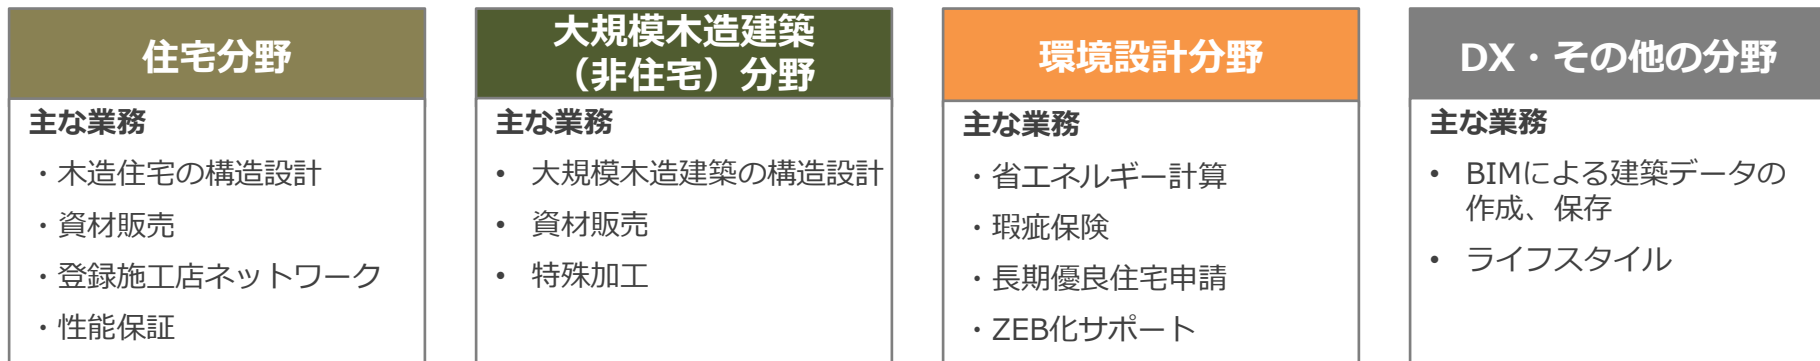 住宅分野
主な業務
・木造住宅の構造設計
・資材販売
・登録施工店ネットワーク
・性能保証
大規模木造建築
（非住宅）分野
主な業務
• 大規模木造建築の構造設計
• 資材販売
• 特殊加工
環境設計分野
主な業務
・省エネルギー計算
・瑕疵保険
・長期優良住宅申請
・ZEB化サポート
DX・その他の分野
主な業務
• BIMによる建築データの
作成、保存
• ライフスタイル